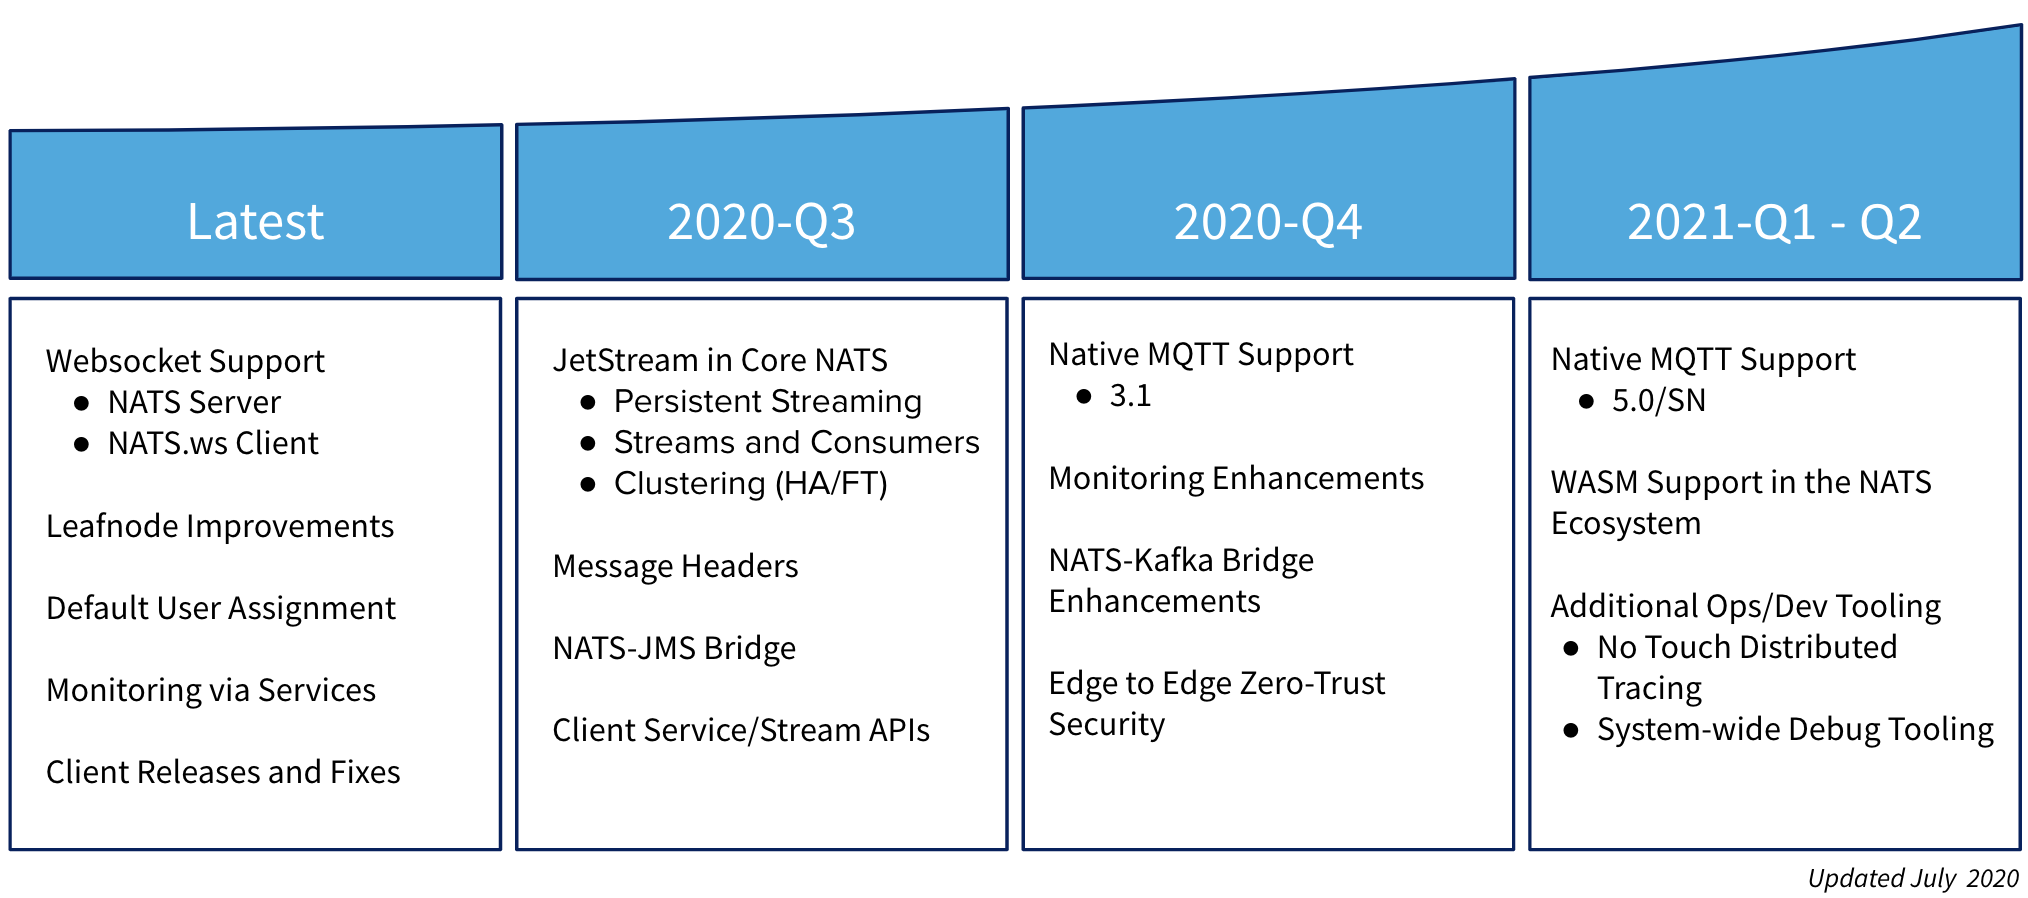 Latest
2020-Q3
2020-Q4
2021-Q1 - Q2
Websocket Support
● NATS Server
● NATS.ws Client
Leafnode Improvements
Default User Assignment
Monitoring via Services
Client Releases and Fixes
JetStream in Core NATS
● Persistent Streaming
● Streams and Consumers
● Clustering (HA/FT)
Message Headers
NATS-JMS Bridge
Client Service/Stream APIs
Native MQTT Support
● 3.1
Monitoring Enhancements
NATS-Kafka Bridge
Enhancements
Edge to Edge Zero-Trust
Security
Native MQTT Support
● 5.0/SN
WASM Support in the NATS
Ecosystem
Additional Ops/Dev Tooling
● No Touch Distributed
Tracing
● System-wide Debug Tooling
Updated July 2020